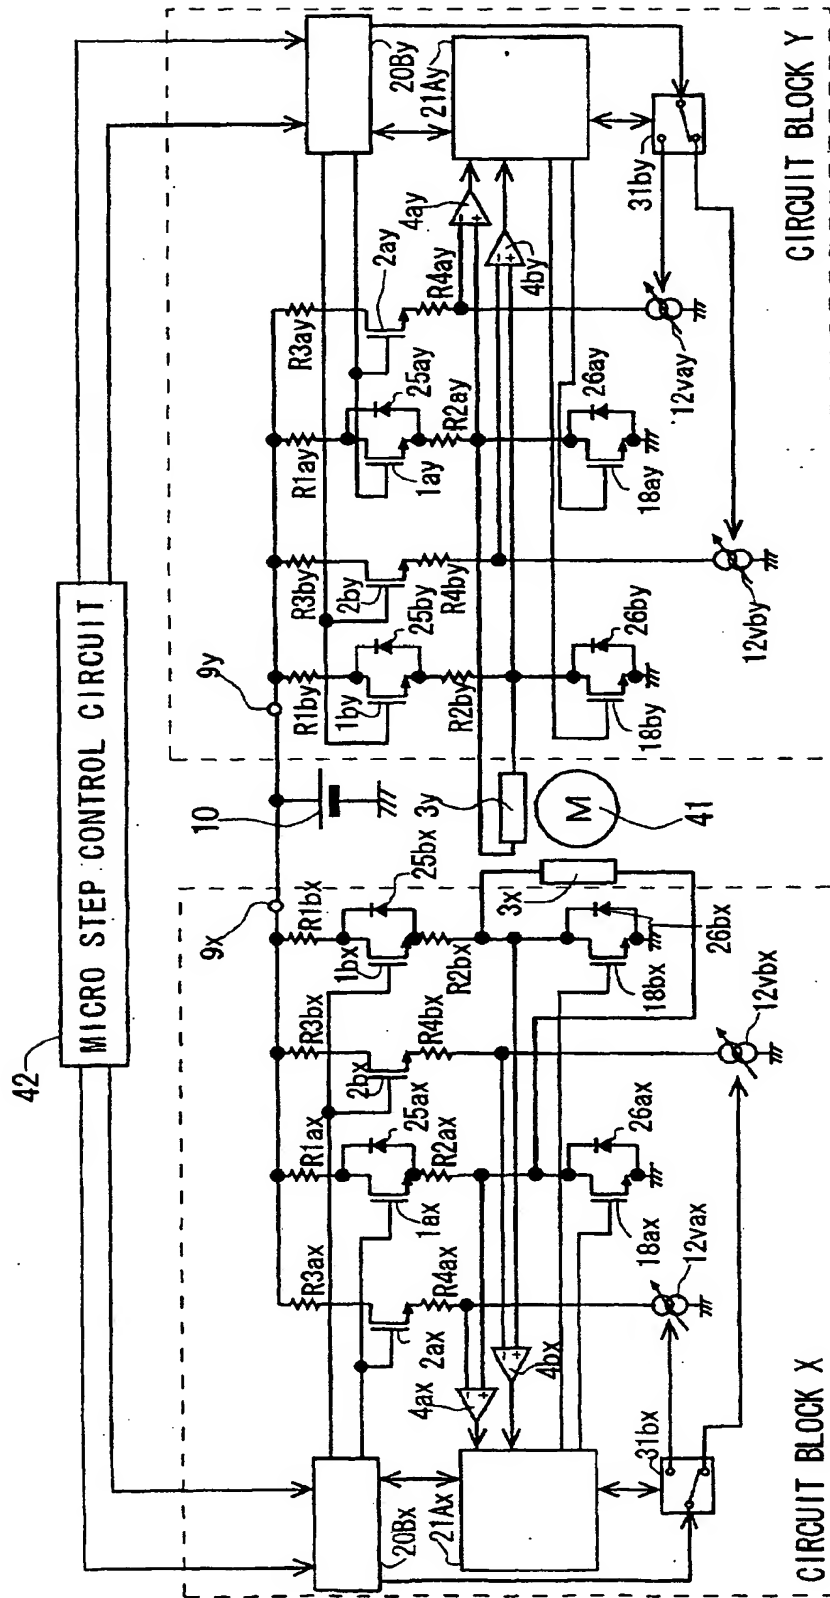 MICRO STEP CONTROL CIRCUIT
42
CIRCUIT BLOCK Y
20By
21Ay
31by
4ay
4by
2ay
R3ay
R4ay
12vay
25ay
R1ay
R2ay
1ay
26ay
18ay
R3by
2by
R4by
12vby
25by
R1by
1by
R2by
26by
18by
9y
10
3y
M
41
9x
3x
25bx
R1bx
1bx
R2bx
26bx
18bx
R3bx
2bx
R4bx
12vbx
25ax
R1ax
R2ax
1ax
26ax
18ax
R3ax
2ax
R4ax
12vax
4ax
4bx
20Bx
21Ax
31bx
CIRCUIT BLOCK X